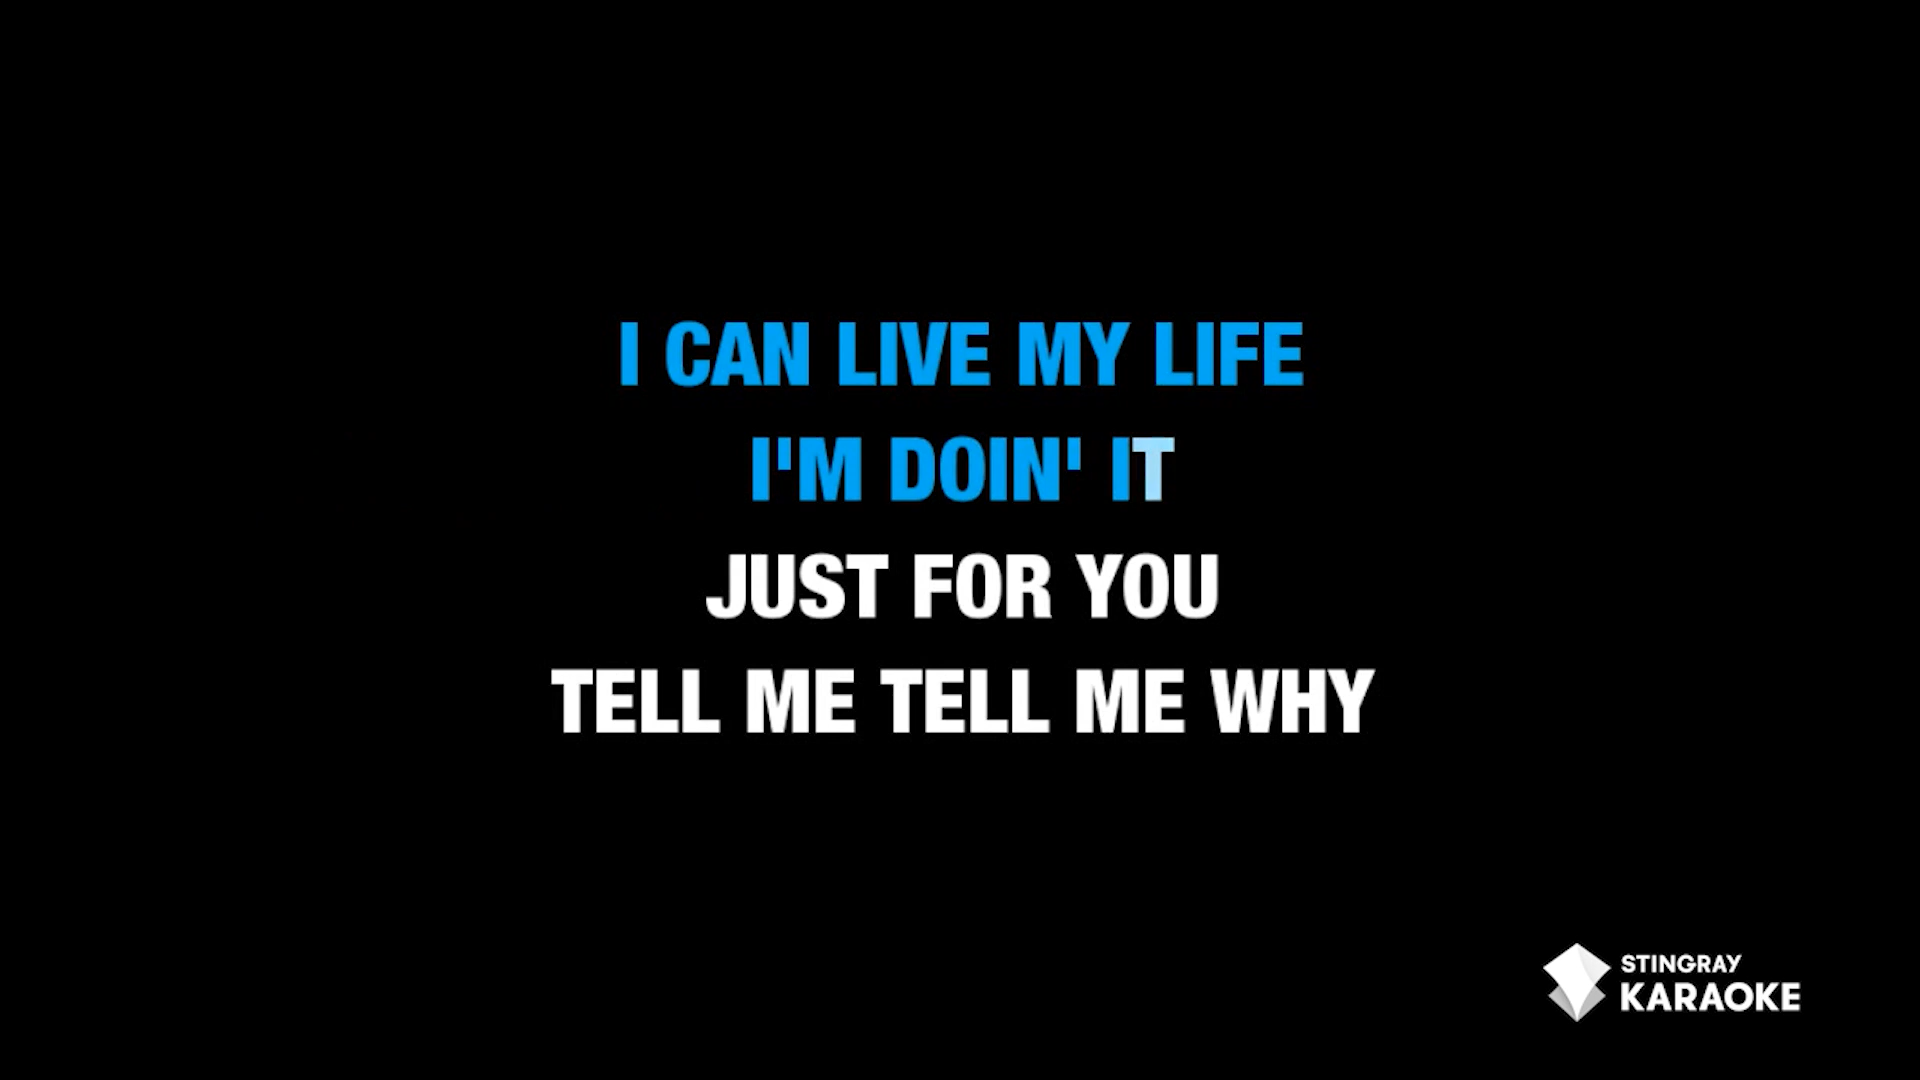 I CAN LIVE MY LIFE
I'M DOIN' IT
JUST FOR YOU
TELL ME TELL ME WHY
STINGRAY
KARAOKE